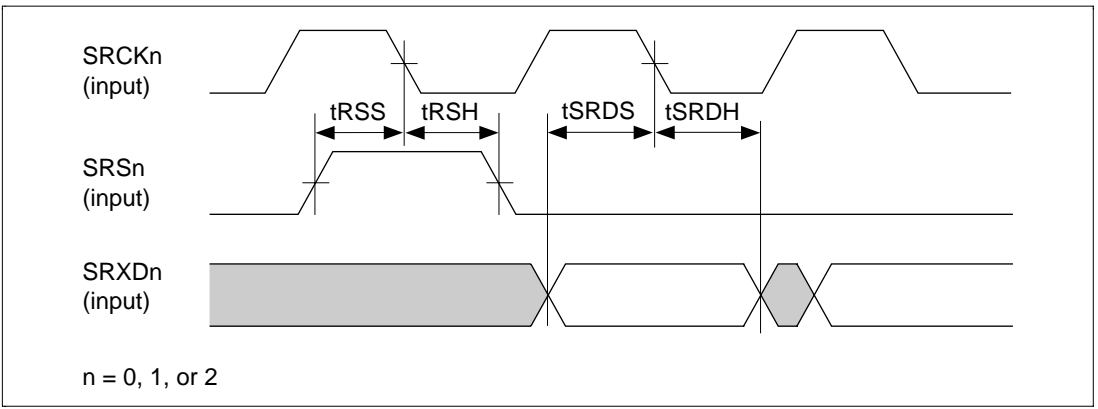 SRCKn
(input)
tRSS
tRSH
tSRDS
tSRDH
SRSn
(input)
SRXDn
(input)
n = 0, 1, or 2